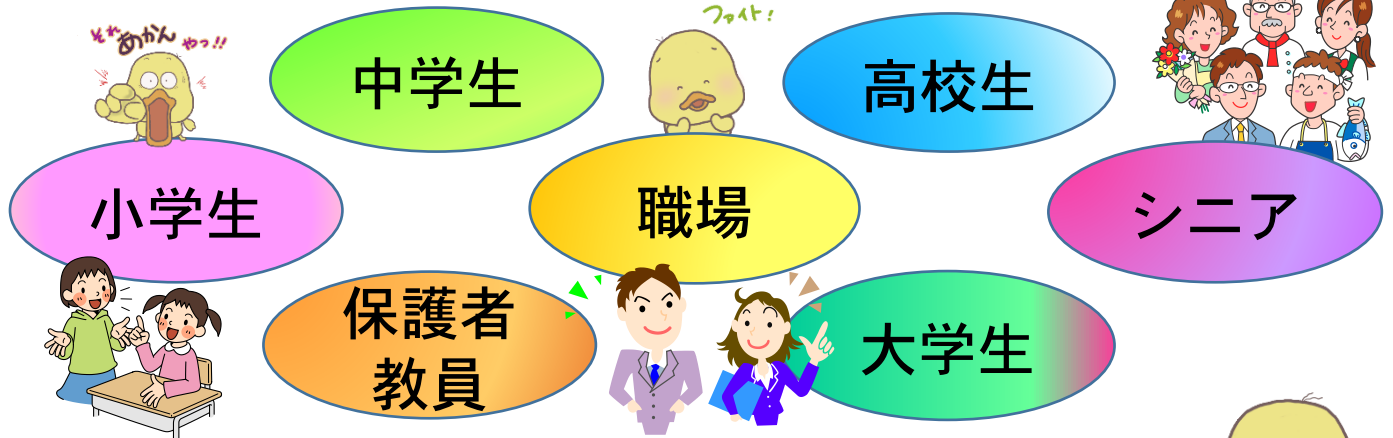 それ
あかん
やっ!!
中学生
ファイト!
高校生
小学生
職場
シニア
保護者
教員
大学生